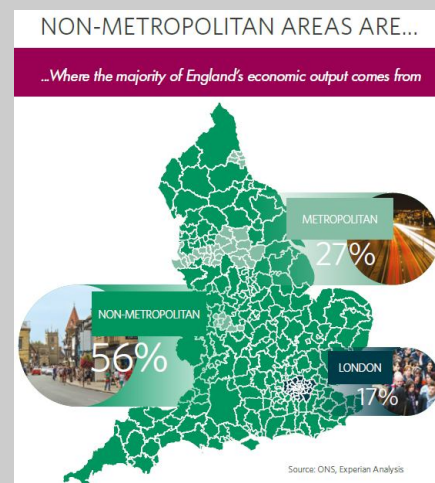 NON-METROPOLITAN AREAS ARE...
...Where the majority of England's economic output comes from
METROPOLITAN
27%
NON-METROPOLITAN
56%
LONDON
17%
Source: ONS, Experian Analysis